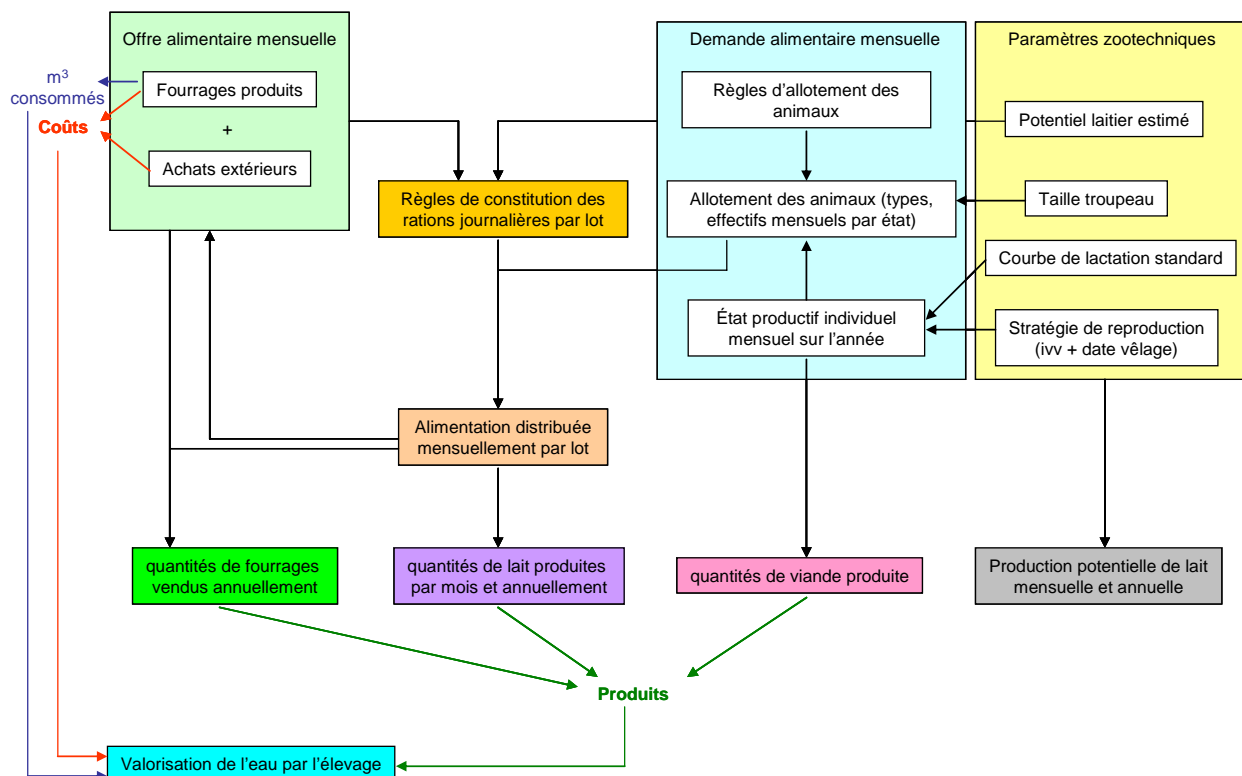 Offre alimentaire mensuelle
Fourrages produits
+
Achats extérieurs
m³
consommés
Coûts
Demande alimentaire mensuelle
Règles d'allotement des
animaux
Allotement des animaux (types,
effectifs mensuels par état)
État productif individuel
mensuel sur l'année
Paramètres zootechniques
Potentiel laitier estimé
Taille troupeau
Courbe de lactation standard
Stratégie de reproduction
(ivv + date vêlage)
Règles de constitution des
rations journalières par lot
Alimentation distribuée
mensuellement par lot
quantités de fourrages
vendus annuellement
quantités de lait produites
par mois et annuellement
quantités de viande produite
Production potentielle de lait
mensuelle et annuelle
Produits
Valorisation de l'eau par l'élevage